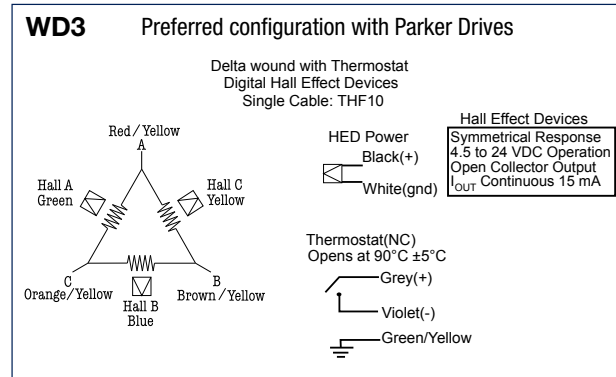 WD3 Preferred configuration with Parker Drives
Delta wound with Thermostat
Digital Hall Effect Devices
Single Cable: THF10
Red/Yellow
A
Hall A
Green
Hall C
Yellow
C
Orange/Yellow
Hall B
Blue
B
Brown/Yellow
HED Power
Black(+)
White(gnd)
Hall Effect Devices
Symmetrical Response
4.5 to 24 VDC Operation
Open Collector Output
IOUT Continuous 15 mA
Thermostat(NC)
Opens at 90°C ±5°C
Grey(+)
Violet(-)
Green/Yellow